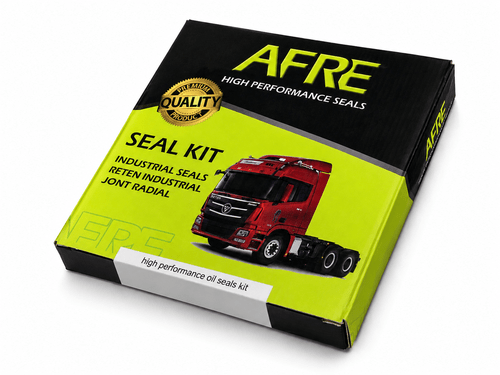 AFRE
HIGH PERFORMANCE SEALS
PREMIUM
QUALITY
PRODUCT
SEAL KIT
INDUSTRIAL SEALS
RETEN INDUSTRIAL
JONT RADIAL
AFRE
high performance oil seals kit
AFRE